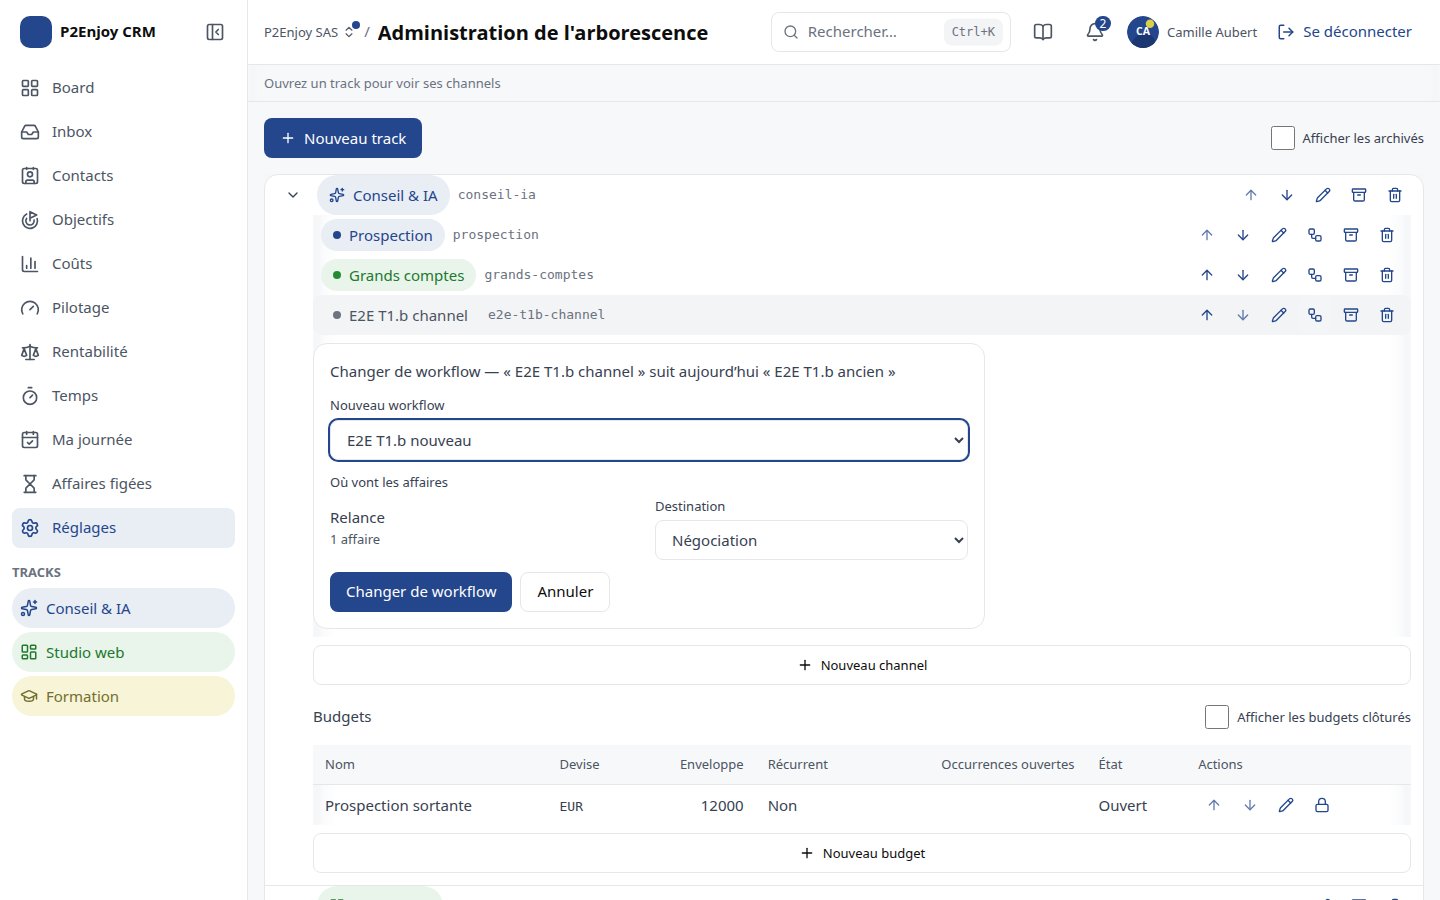 P2Enjoy CRM
Board
Inbox
Contacts
Objectifs
Coûts
Pilotage
Rentabilité
Temps
Ma journée
Affaires figées
Réglages
TRACKS
Conseil & IA
Studio web
Formation
P2Enjoy SAS / Administration de l'arborescence
Rechercher... Ctrl+K
2
CA Camille Aubert
Se déconnecter
Ouvrez un track pour voir ses channels
Nouveau track
Afficher les archivés
Conseil & IA conseil-ia
Prospection prospection
Grands comptes grands-comptes
E2E T1.b channel e2e-t1b-channel
Changer de workflow — « E2E T1.b channel » suit aujourd’hui « E2E T1.b ancien »
Nouveau workflow
E2E T1.b nouveau
Où vont les affaires
Relance
1 affaire
Destination
Négociation
Changer de workflow Annuler
Nouveau channel
Budgets
Afficher les budgets clôturés
Nom Devise Enveloppe Récurrent Occurrences ouvertes État Actions
Prospection sortante EUR 12000 Non Ouvert
Nouveau budget